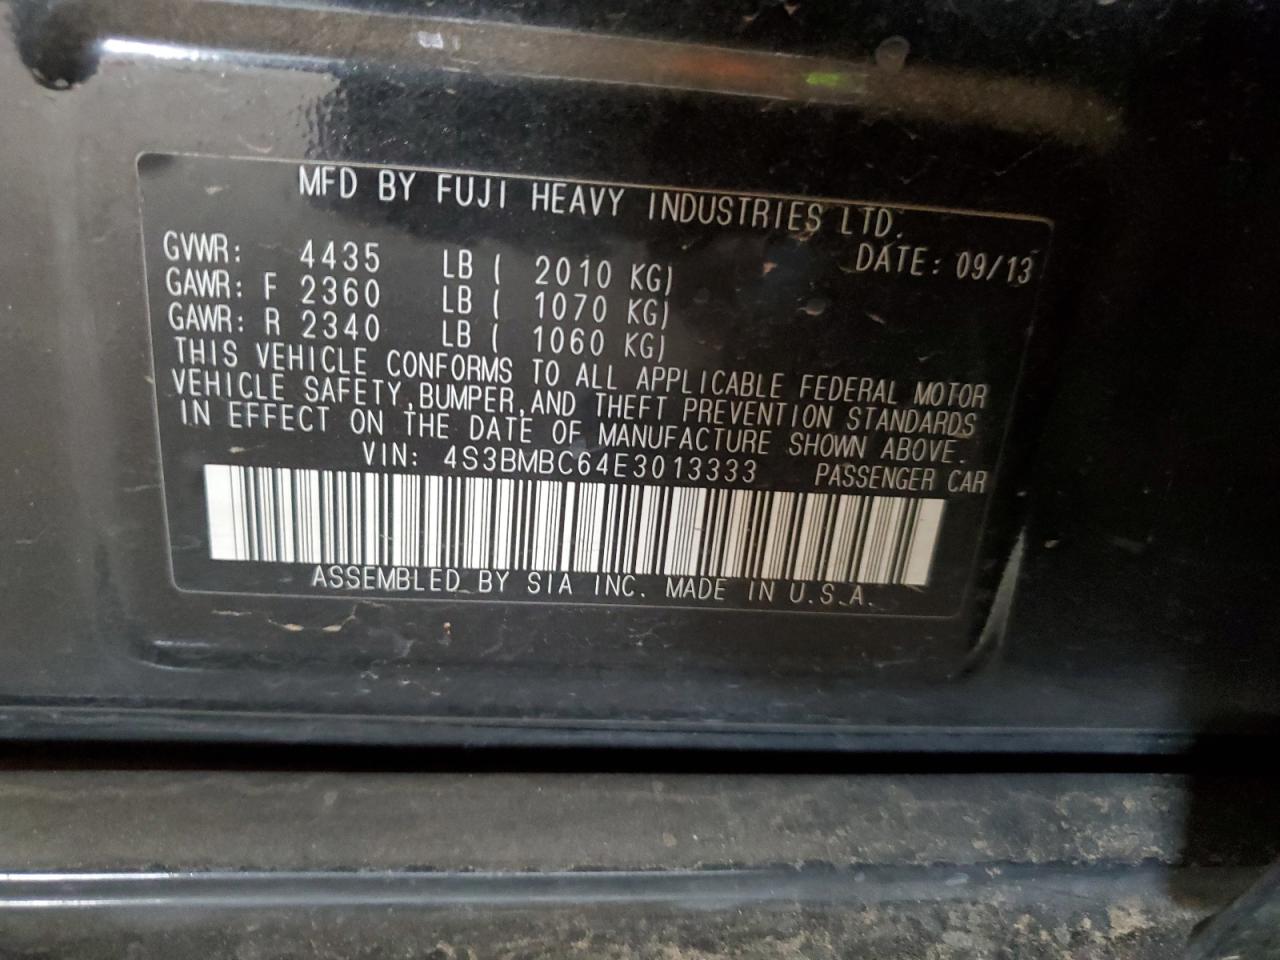 MFD BY FUJI HEAVY INDUSTRIES LTD.
DATE: 09/13
GVWR: 4435 LB ( 2010 KG)
GAWR: F 2360 LB ( 1070 KG)
GAWR: R 2340 LB ( 1060 KG)
THIS VEHICLE CONFORMS TO ALL APPLICABLE FEDERAL MOTOR
VEHICLE SAFETY,BUMPER,AND THEFT PREVENTION STANDARDS
IN EFFECT ON THE DATE OF MANUFACTURE SHOWN ABOVE.
VIN: 4S3BMBC64E3013333 PASSENGER CAR
ASSEMBLED BY SIA INC. MADE IN U.S.A.